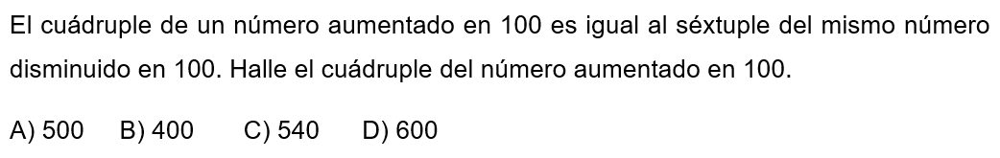 El cuádruple de un número aumentado en 100 es igual al séxtuple del mismo número
disminuido en 100. Halle el cuádruple del número aumentado en 100.
A) 500 B) 400 C) 540 D) 600